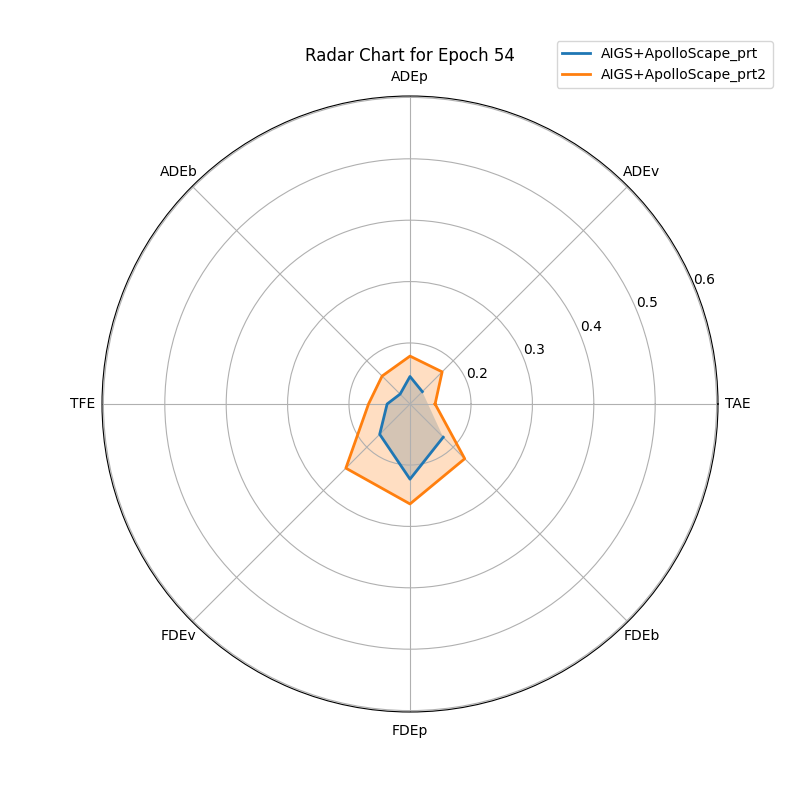 Radar Chart for Epoch 54
AIGS+ApolloScape_prt
AIGS+ApolloScape_prt2
ADEp
ADEb
ADEv
0.6
0.5
0.4
0.3
0.2
TFE
TAE
FDEv
FDEb
FDEp